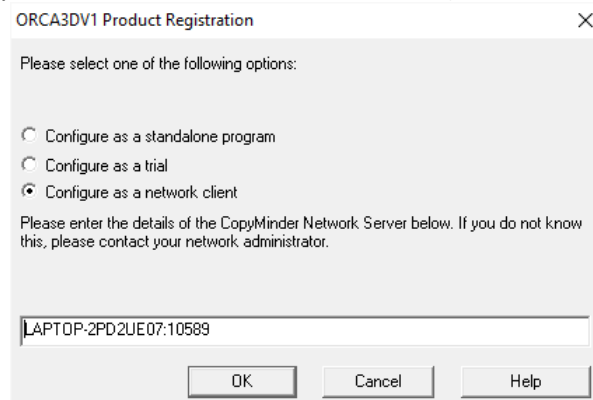 ORCA3DV1 Product Registration
Please select one of the following options:
Configure as a standalone program
Configure as a trial
Configure as a network client
Please enter the details of the CopyMinder Network Server below. If you do not know
this, please contact your network administrator.
LAPTOP-2PD2UE07:10589
OK Cancel Help